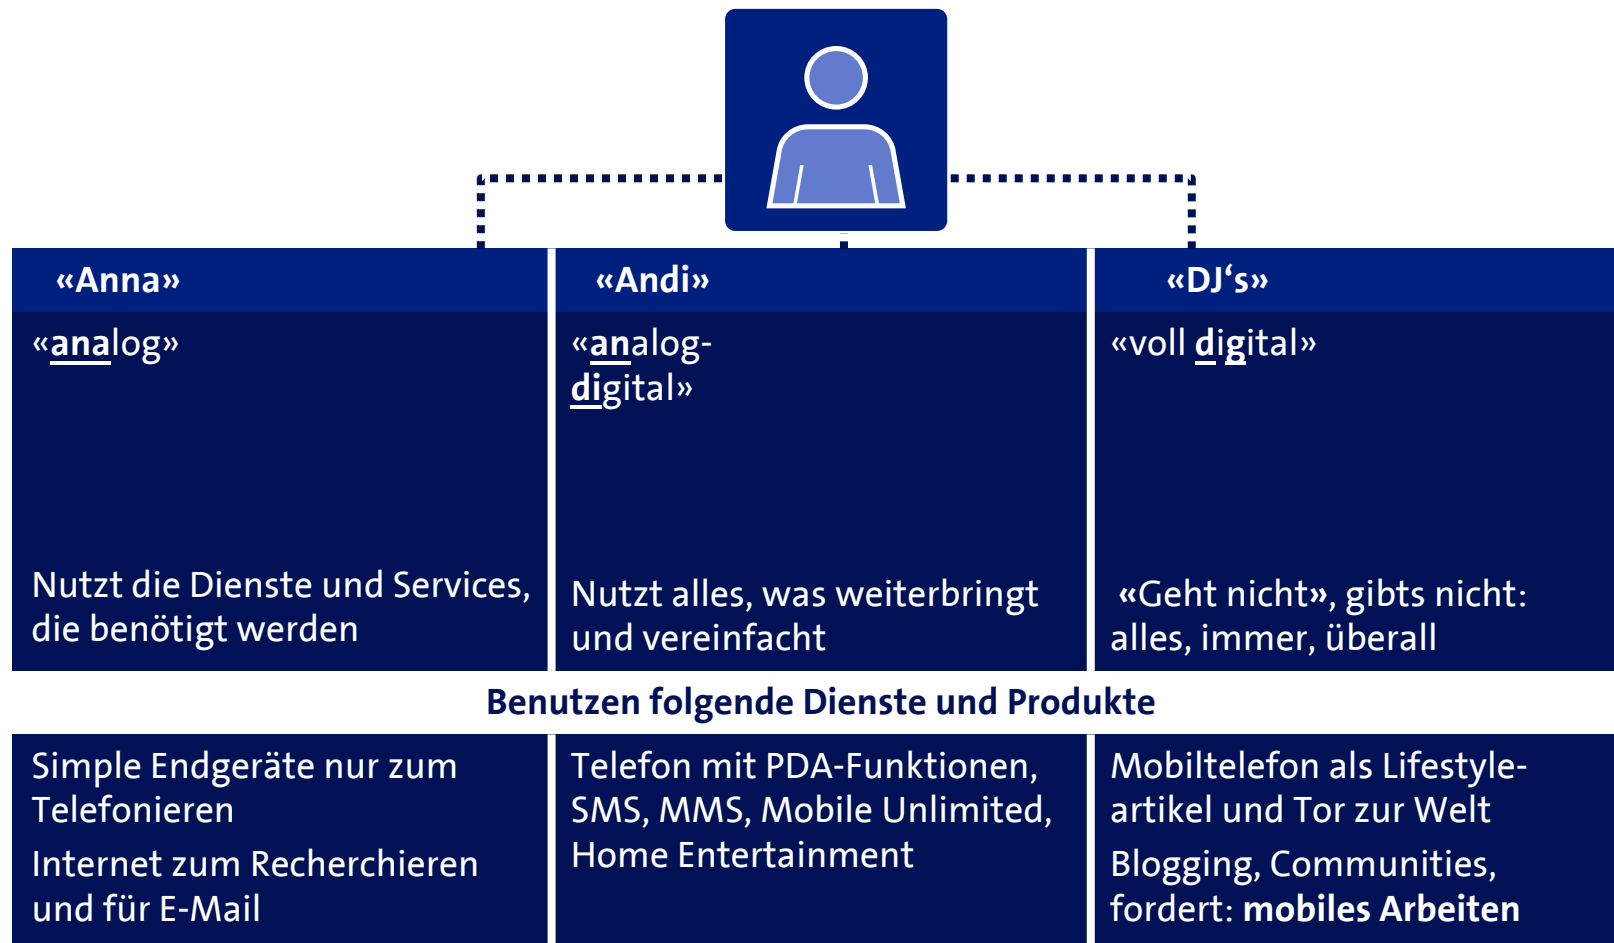 «Anna»
«analog»
Nutzt die Dienste und Services,
die benötigt werden
«Andi»
«analog-
digital»
Nutzt alles, was weiterbringt
und vereinfacht
«DJ‘s»
«voll digital»
«Geht nicht», gibts nicht:
alles, immer, überall
Benutzen folgende Dienste und Produkte
Simple Endgeräte nur zum
Telefonieren
Internet zum Recherchieren
und für E-Mail
Telefon mit PDA-Funktionen,
SMS, MMS, Mobile Unlimited,
Home Entertainment
Mobiltelefon als Lifestyle-
artikel und Tor zur Welt
Blogging, Communities,
fordert: mobiles Arbeiten